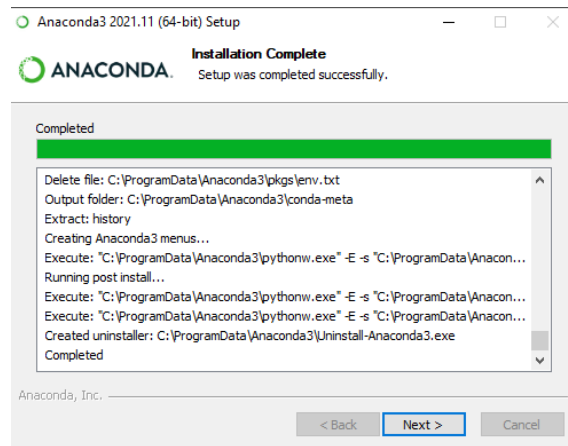 Anaconda3 2021.11 (64-bit) Setup
Installation Complete
ANACONDA.
Setup was completed successfully.
Completed
Delete file: C:\ProgramData\Anaconda3\pkgs\env.txt
Output folder: C:\ProgramData\Anaconda3\conda-meta
Extract: history
Creating Anaconda3 menus...
Execute: "C:\ProgramData\Anaconda3\pythonw.exe" -E -s "C:\ProgramData\Anacon...
Running post install...
Execute: "C:\ProgramData\Anaconda3\pythonw.exe" -E -s "C:\ProgramData\Anacon...
Execute: "C:\ProgramData\Anaconda3\pythonw.exe" -E -s "C:\ProgramData\Anacon...
Created uninstaller: C:\ProgramData\Anaconda3\Uninstall-Anaconda3.exe
Completed
Anaconda, Inc.
< Back Next > Cancel